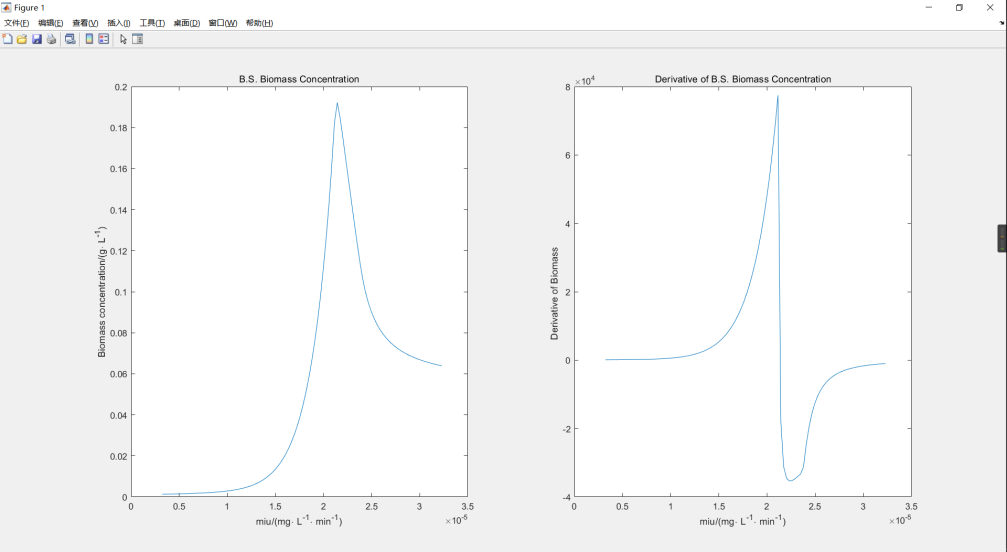 Figure 1
文件(F) 编辑(E) 查看(V) 插入(I) 工具(T) 桌面(D) 窗口(W) 帮助(H)
B.S. Biomass Concentration
0.2
0.18
0.16
0.14
0.12
0.1
0.08
0.06
0.04
0.02
0
Biomass concentration/(g· L⁻¹)
0 0.5 1 1.5 2 2.5 3 3.5
×10⁻⁵
miu/(mg· L⁻¹· min⁻¹)
Derivative of B.S. Biomass Concentration
×10⁴
8
6
4
2
0
-2
-4
Derivative of Biomass
0 0.5 1 1.5 2 2.5 3 3.5
×10⁻⁵
miu/(mg· L⁻¹· min⁻¹)